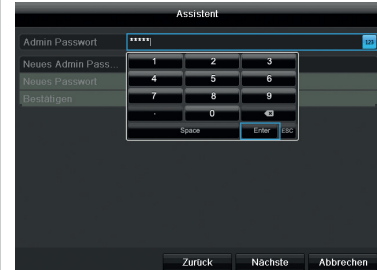 Assistent
Admin Passwort *****
123
Neues Admin Pass...
1 2 3
Neues Passwort
4 5 6
Bestätigen
7 8 9
. 0
Space Enter ESC
Zurück Nächste Abbrechen